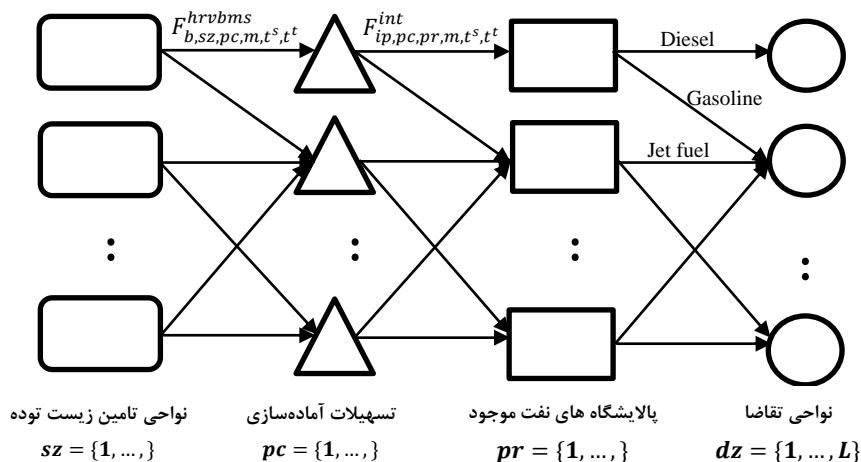 $F^{hrvbms}_{b,sz,pc,m,t^s,t^t}$
$F^{int}_{ip,pc,pr,m,t^s,t^t}$
Diesel
Gasoline
Jet fuel
:
:
:
:
نواحی تامین زیست توده
تسهیلات آماده‌سازی
پالایشگاه های نفت موجود
نواحی تقاضا
sz = {1, … ,}
pc = {1, … ,}
pr = {1, … ,}
dz = {1, … , L}